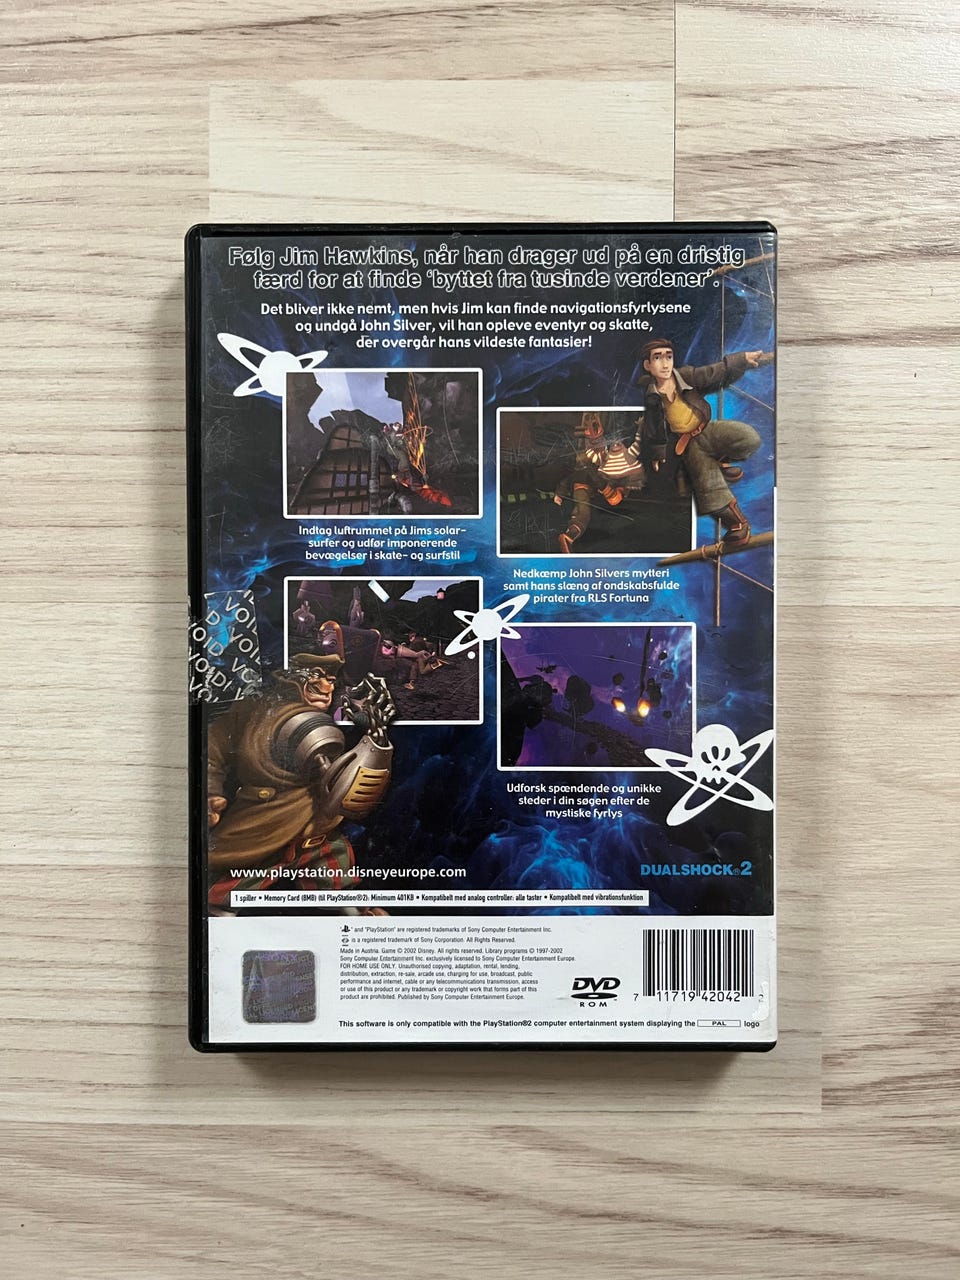 Følg Jim Hawkins, når han drager ud på en dristig
færd for at finde 'byttet fra tusinde verdener'.
Det bliver ikke nemt, men hvis Jim kan finde navigationsfyrlysene
og undgå John Silver, vil han opleve eventyr og skatte,
der overgår hans vildeste fantasier!
Indtag luftrummet på Jims solar-
surfer og udfør imponerende
bevægelser i skate- og surfstil
Nedkæmp John Silvers mytteri
samt hans slæng af ondskabsfulde
pirater fra RLS Fortuna
VOID
VOID
VOID
Udforsk spændende og unikke
steder i din søgen efter de
mystiske fyrlys
www.playstation.disneyeurope.com
DUALSHOCK®2
1 spiller • Memory Card (8MB) (til PlayStation®2): Minimum 401KB • Kompatibelt med analog controller: alle taster • Kompatibelt med vibrationsfunktion
" " and "PlayStation" are registered trademarks of Sony Computer Entertainment Inc.
is a registered trademark of Sony Corporation. All Rights Reserved.
Made in Austria. Game © 2002 Disney. All rights reserved. Library programs © 1997-2002
Sony Computer Entertainment Inc. exclusively licensed to Sony Computer Entertainment Europe.
FOR HOME USE ONLY. Unauthorised copying, adaptation, rental, lending,
distribution, extraction, re-sale, arcade use, charging for use, broadcast, public
performance and internet, cable or any telecommunications transmission, access
or use of this product or any trademark or copyright work that forms part of this
product are prohibited. Published by Sony Computer Entertainment Europe.
DVD
ROM
7 11719 42042 2
This software is only compatible with the PlayStation®2 computer entertainment system displaying the PAL logo